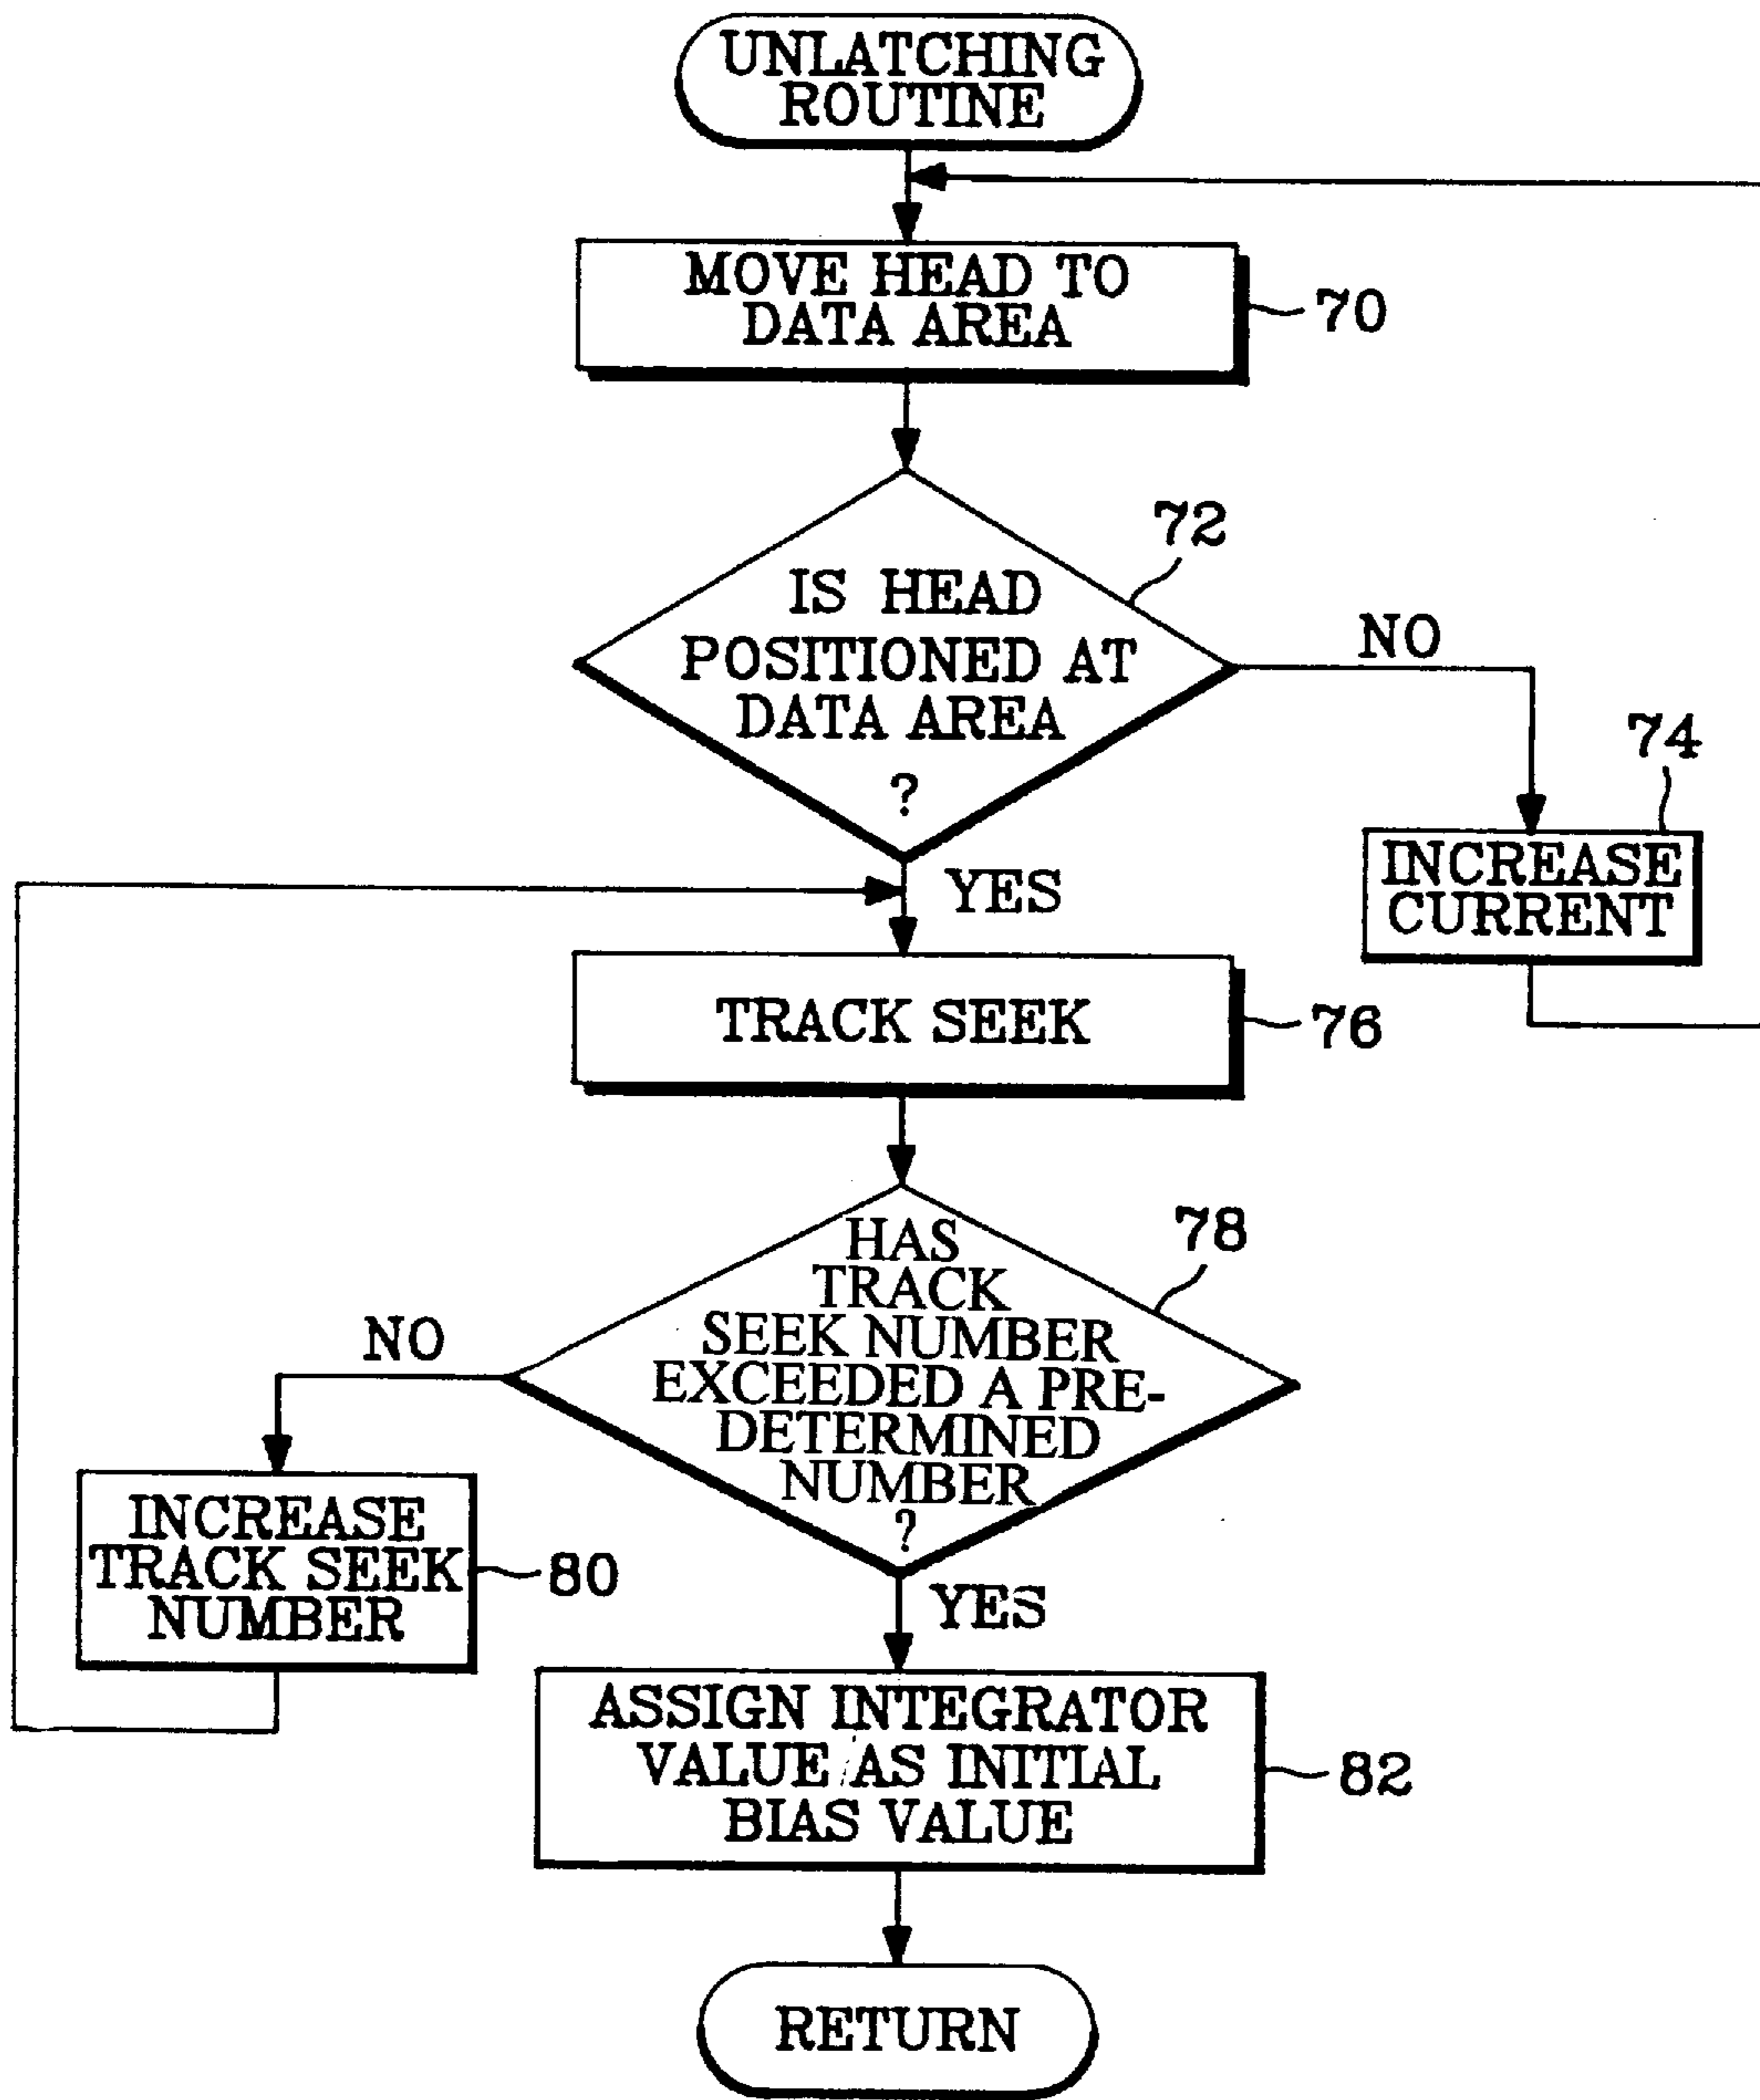 UNLATCHING
ROUTINE
MOVE HEAD TO
DATA AREA
70
72
IS HEAD
POSITIONED AT
DATA AREA
?
NO
74
INCREASE
CURRENT
YES
TRACK SEEK
76
78
HAS
TRACK
SEEK NUMBER
EXCEEDED A PRE-
DETERMINED
NUMBER
?
NO
INCREASE
TRACK SEEK
NUMBER
80
YES
ASSIGN INTEGRATOR
VALUE AS INITIAL
BIAS VALUE
82
RETURN